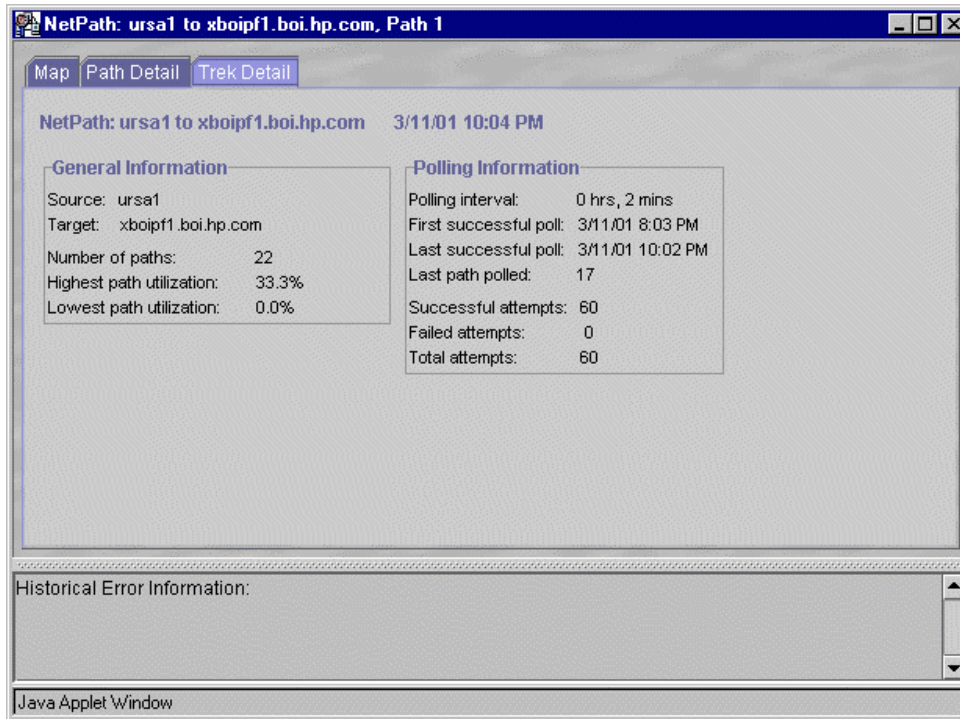 NetPath: ursa1 to xboipf1.boi.hp.com, Path 1
Map Path Detail Trek Detail
NetPath: ursa1 to xboipf1.boi.hp.com 3/11/01 10:04 PM
General Information
Source: ursa1
Target: xboipf1.boi.hp.com
Number of paths: 22
Highest path utilization: 33.3%
Lowest path utilization: 0.0%
Polling Information
Polling interval: 0 hrs, 2 mins
First successful poll: 3/11/01 8:03 PM
Last successful poll: 3/11/01 10:02 PM
Last path polled: 17
Successful attempts: 60
Failed attempts: 0
Total attempts: 60
Historical Error Information:
Java Applet Window